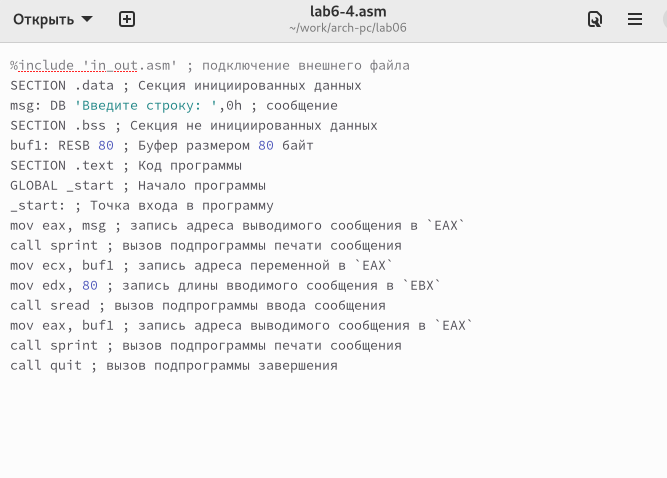 Открыть
lab6-4.asm
~/work/arch-pc/lab06
%include 'in_out.asm' ; подключение внешнего файла
SECTION .data ; Секция инициированных данных
msg: DB 'Введите строку: ',0h ; сообщение
SECTION .bss ; Секция не инициированных данных
buf1: RESB 80 ; Буфер размером 80 байт
SECTION .text ; Код программы
GLOBAL _start ; Начало программы
_start: ; Точка входа в программу
mov eax, msg ; запись адреса выводимого сообщения в `EAX`
call sprint ; вызов подпрограммы печати сообщения
mov ecx, buf1 ; запись адреса переменной в `EAX`
mov edx, 80 ; запись длины вводимого сообщения в `EBX`
call sread ; вызов подпрограммы ввода сообщения
mov eax, buf1 ; запись адреса выводимого сообщения в `EAX`
call sprint ; вызов подпрограммы печати сообщения
call quit ; вызов подпрограммы завершения